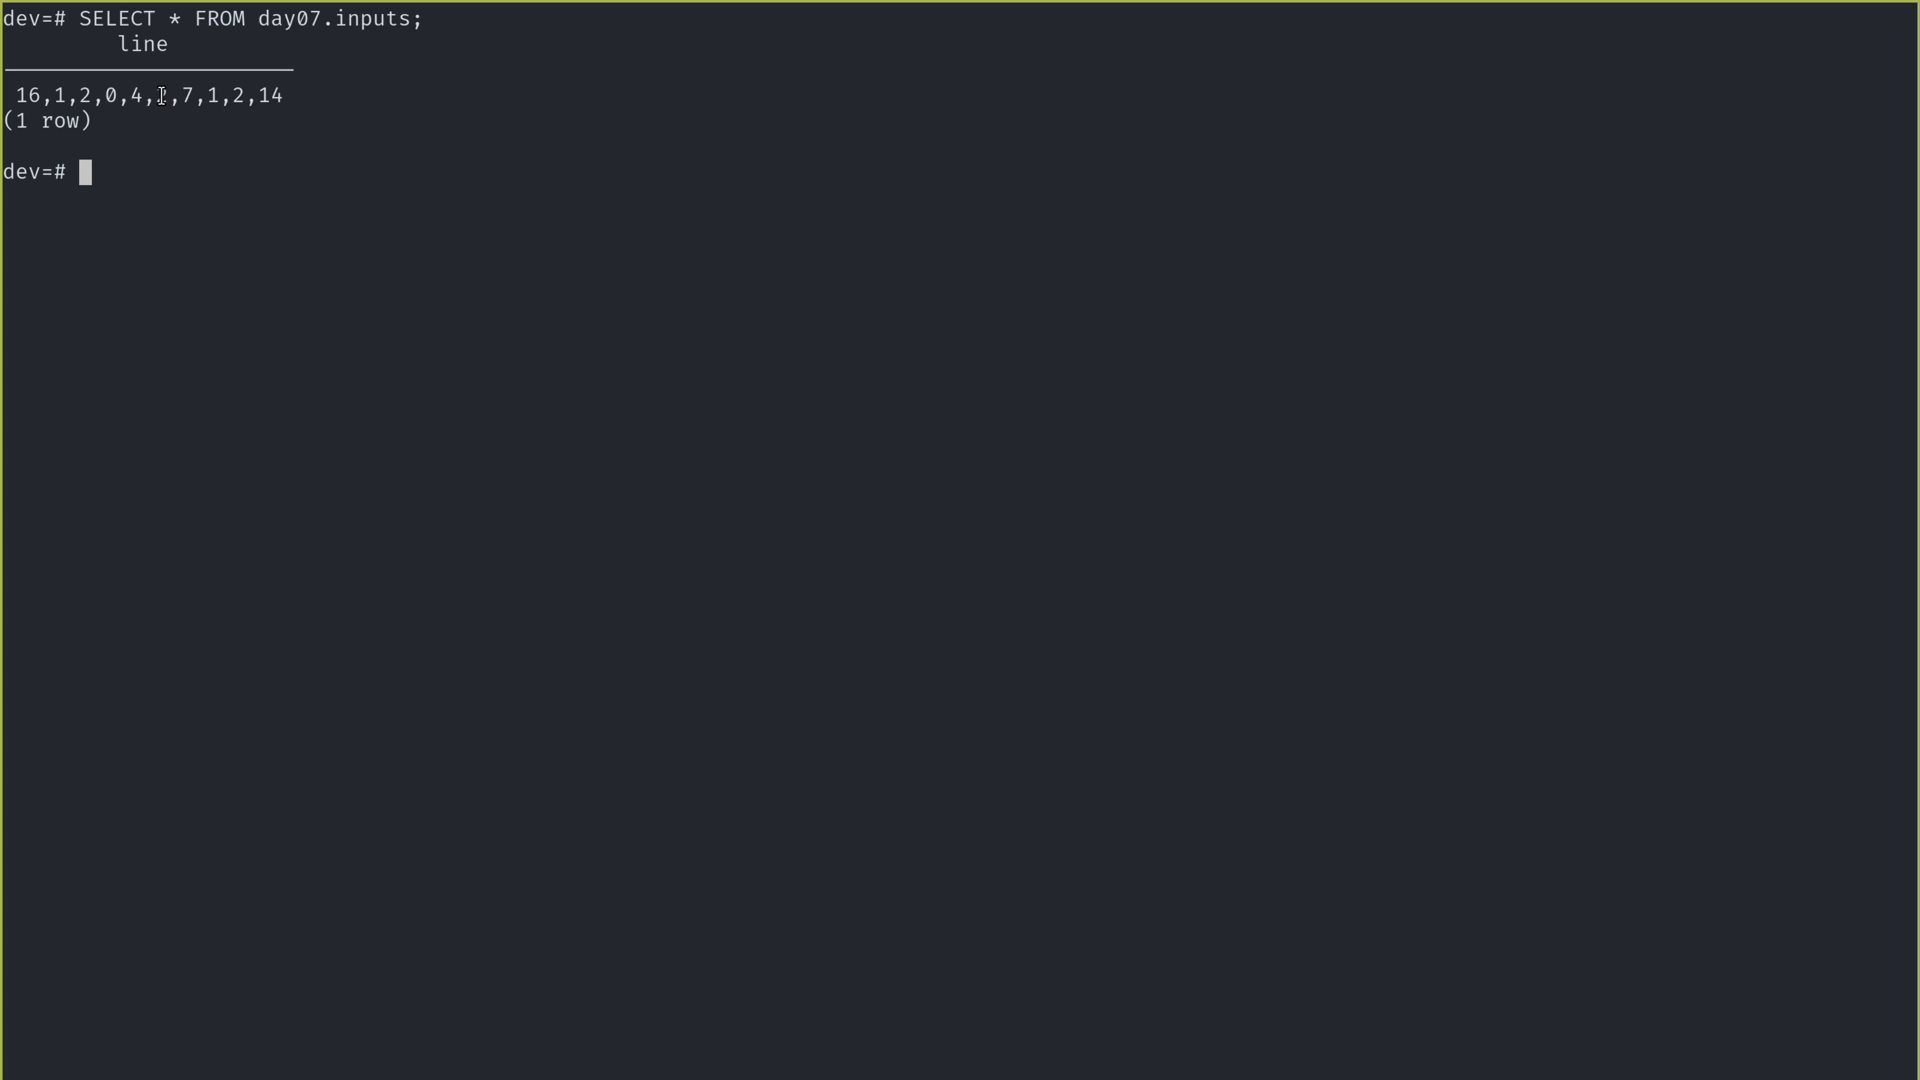 dev=# SELECT * FROM day07.inputs;
line
16,1,2,0,4,,7,1,2,14
(1 row)
dev=#